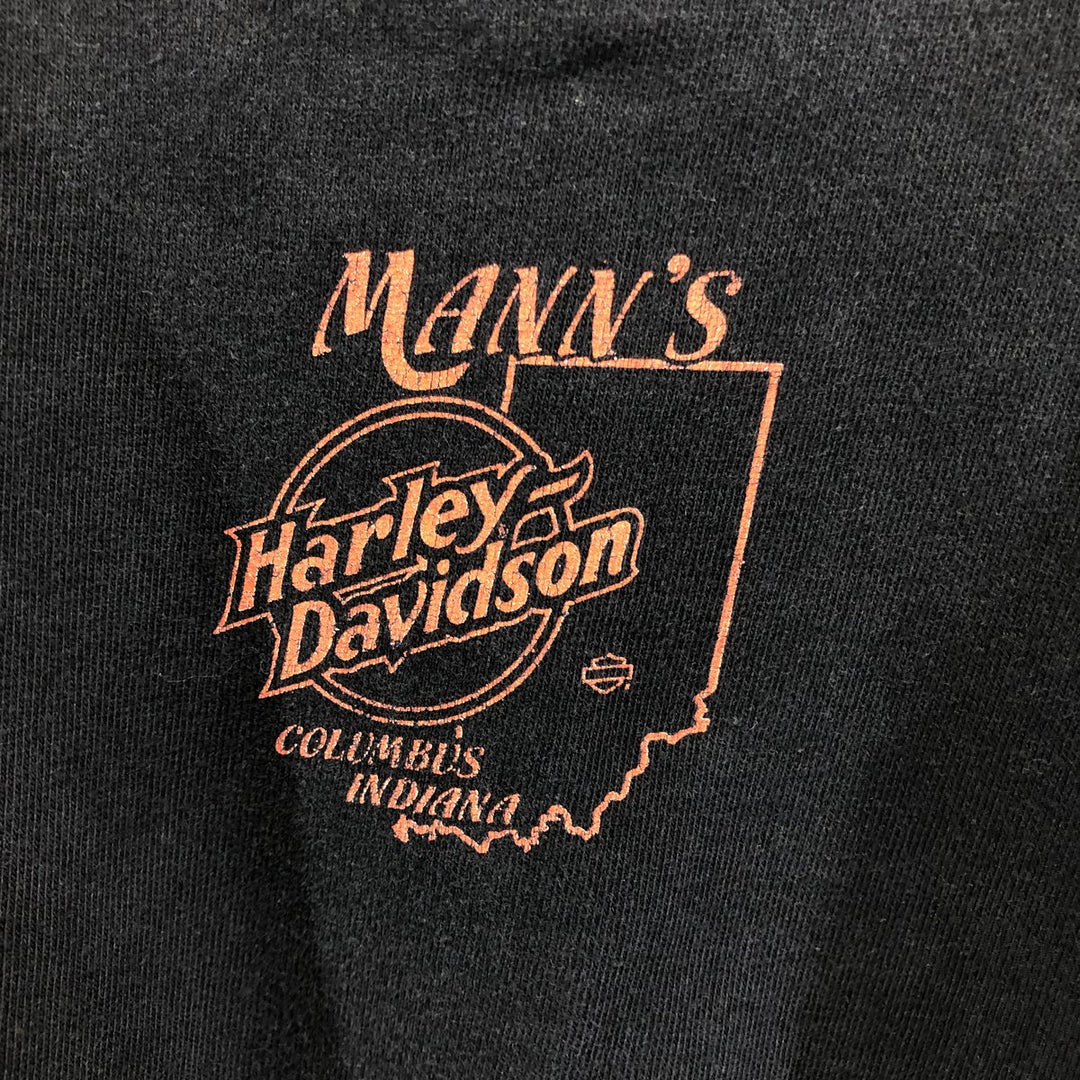 MANN'S
Harley-
Davidson
COLUMBUS
INDIANA